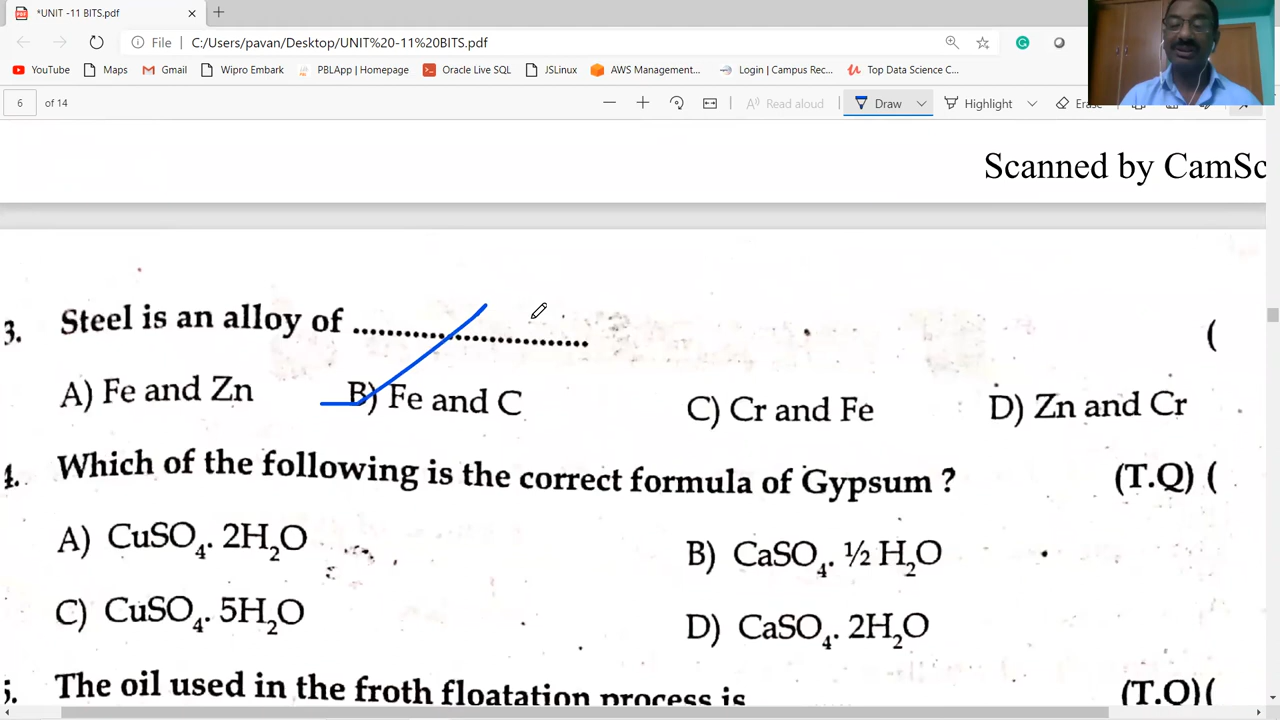 *UNIT -11 BITS.pdf
File C:/Users/pavan/Desktop/UNIT%20-11%20BITS.pdf
YouTube Maps Gmail Wipro Embark PBLApp | Homepage Oracle Live SQL JSLinux AWS Management... Login | Campus Rec... Top Data Science C...
6 of 14 Read aloud Draw Highlight
Scanned by CamSc
3. Steel is an alloy of ........................... (
A) Fe and Zn B) Fe and C C) Cr and Fe D) Zn and Cr
4. Which of the following is the correct formula of Gypsum ? (T.Q) (
A) CuSO₄. 2H₂O B) CaSO₄. ½ H₂O
C) CuSO₄. 5H₂O D) CaSO₄. 2H₂O
5. The oil used in the froth floatation process is (T.Q)(